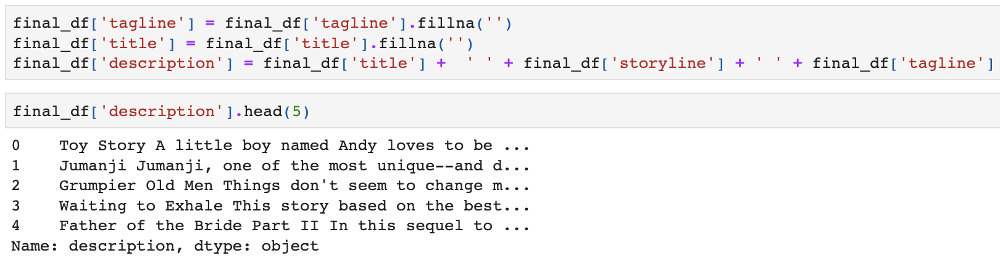 final_df['tagline'] = final_df['tagline'].fillna('')
final_df['title'] = final_df['title'].fillna('')
final_df['description'] = final_df['title'] +  ' ' + final_df['storyline'] + ' ' + final_df['tagline']
final_df['description'].head(5)
0    Toy Story A little boy named Andy loves to be ...
1    Jumanji Jumanji, one of the most unique--and d...
2    Grumpier Old Men Things don't seem to change m...
3    Waiting to Exhale This story based on the best...
4    Father of the Bride Part II In this sequel to ...
Name: description, dtype: object